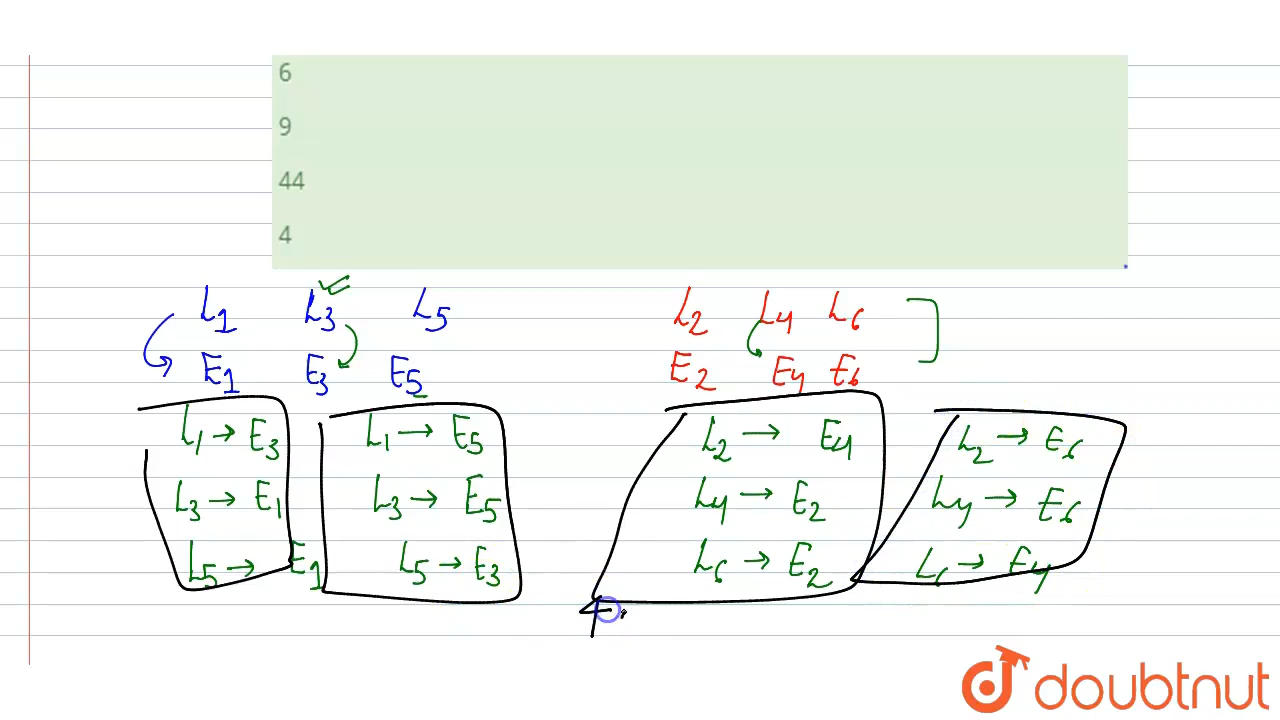 6
9
44
4
L1 L3 L5 L2 L4 L6
E1 E3 E5 E2 E4 E6
L1 → E3 L1 → E5 L2 → E4 L2 → E6
L3 → E1 L3 → E5 L4 → E2 L4 → E6
L5 → E1 L5 → E3 L6 → E2 L6 → E4
4
doubtnut